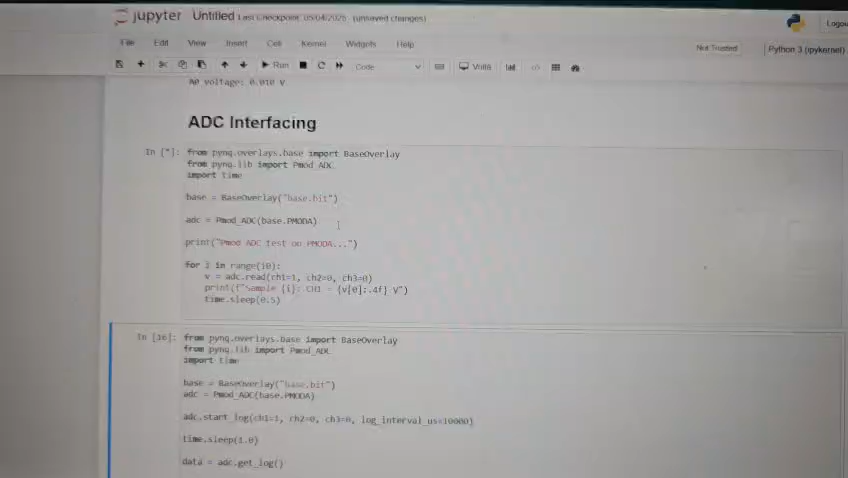 jupyter Untitled Last Checkpoint: 05/04/2026 (unsaved changes)
Logou
File Edit View Insert Cell Kernel Widgets Help
Not Trusted
Python 3 (ipykernel)
Run
Code
Voila
A0 voltage: 0.010 V
ADC Interfacing
In [*]: from pynq.overlays.base import BaseOverlay
from pynq.lib import Pmod_ADC
import time
base = BaseOverlay("base.bit")
adc = Pmod_ADC(base.PMODA)
print("Pmod ADC test on PMODA...")
for i in range(10):
v = adc.read(ch1=1, ch2=0, ch3=0)
print(f"Sample {i}: CH1 = {v[0]:.4f} V")
time.sleep(0.5)
In [16]: from pynq.overlays.base import BaseOverlay
from pynq.lib import Pmod_ADC
import time
base = BaseOverlay("base.bit")
adc = Pmod_ADC(base.PMODA)
adc.start_log(ch1=1, ch2=0, ch3=0, log_interval_us=10000)
time.sleep(1.0)
data = adc.get_log()